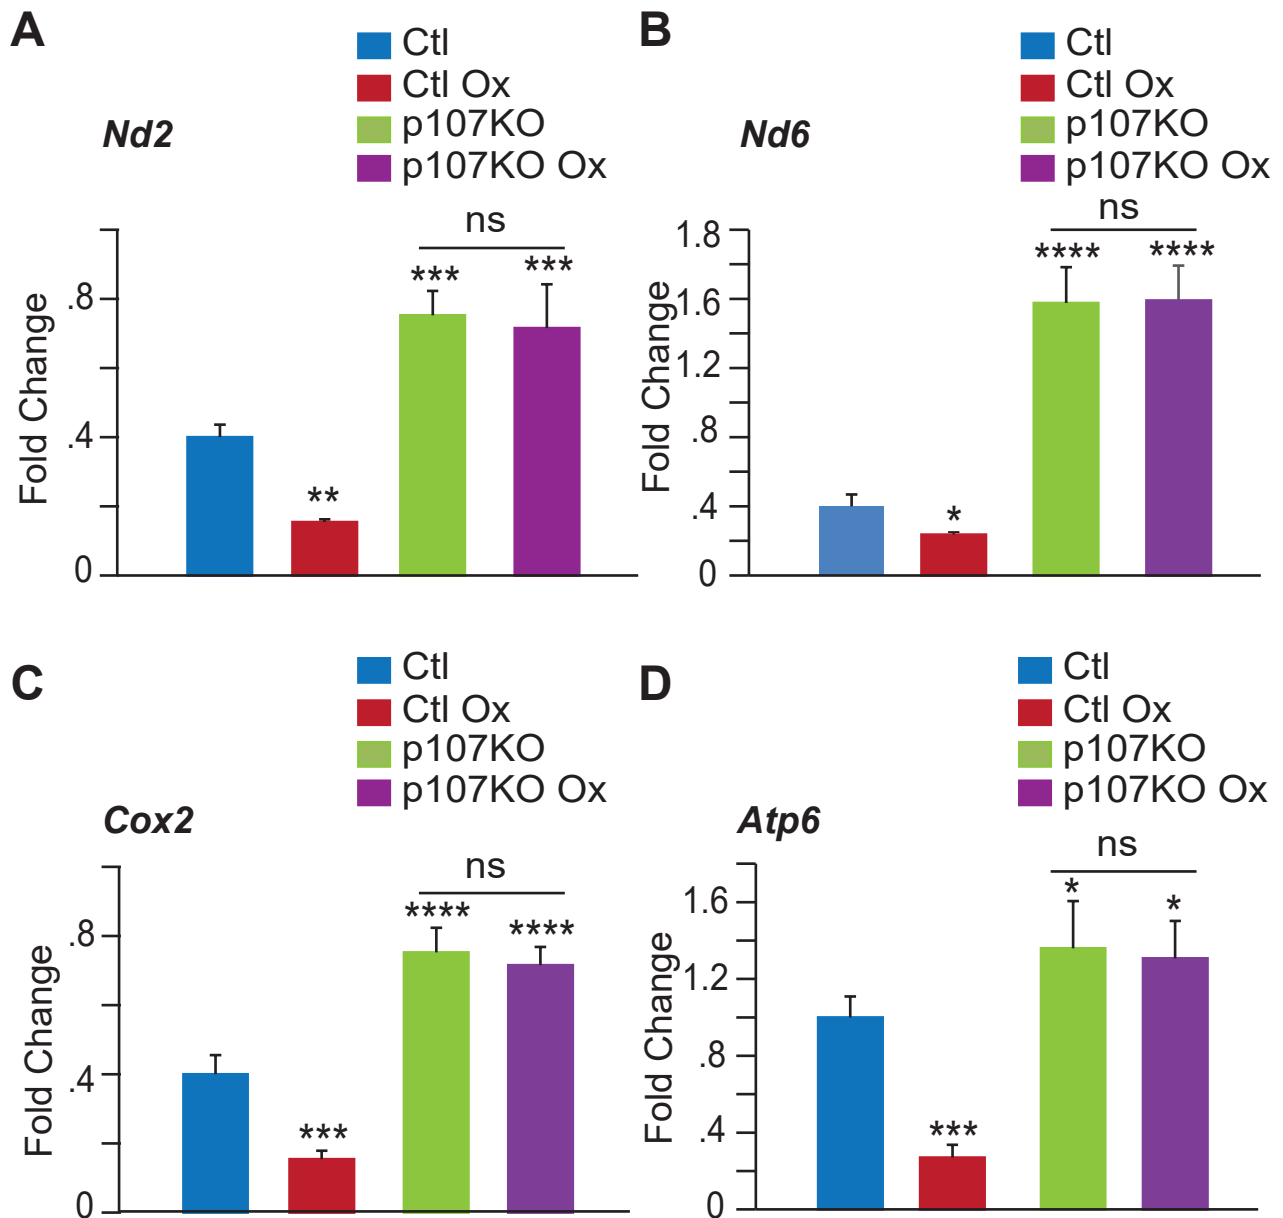 A
Ctl
Ctl Ox
p107KO
p107KO Ox
Nd2
ns
*** ***
**
Fold Change
.8
.4
0
B
Ctl
Ctl Ox
p107KO
p107KO Ox
Nd6
ns
**** ****
*
Fold Change
1.8
1.6
1.2
.8
.4
0
C
Ctl
Ctl Ox
p107KO
p107KO Ox
Cox2
ns
**** ****
***
Fold Change
.8
.4
0
D
Ctl
Ctl Ox
p107KO
p107KO Ox
Atp6
ns
* *
***
Fold Change
1.6
1.2
.8
.4
0